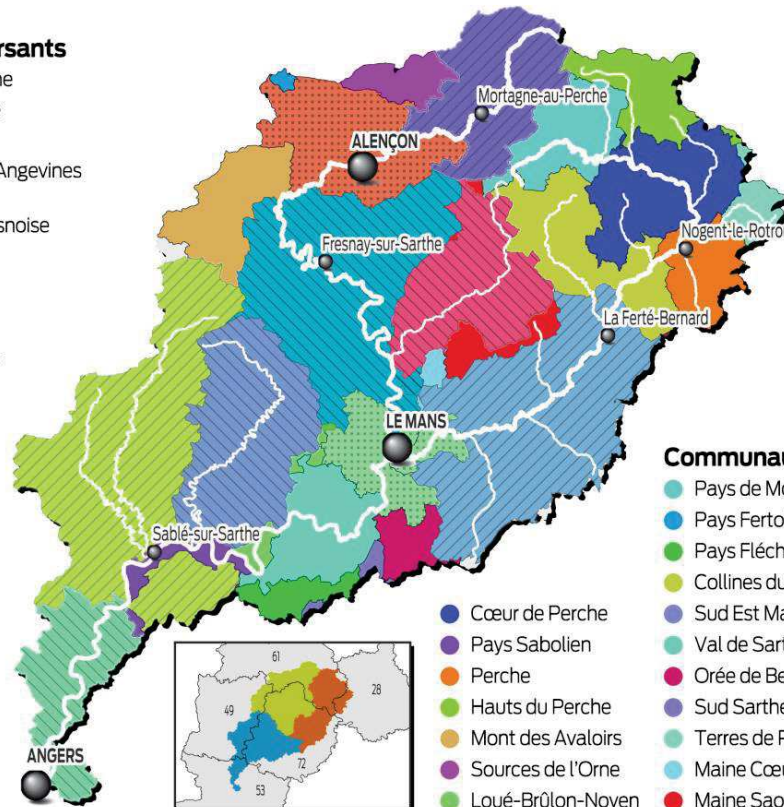 rsants
ne
Angevines
snoise
Mortagne-au-Perche
ALENÇON
Nogent-le-Rotrou
Fresnay-sur-Sarthe
La Ferté-Bernard
LE MANS
Sablé-sur-Sarthe
ANGERS
61
28
49
72
53
Cœur de Perche
Pays Sabolien
Perche
Hauts du Perche
Mont des Avaloirs
Sources de l'Orne
Loué-Brûlon-Noyen
Communau
Pays de Mo
Pays Ferto
Pays Fléch
Collines du
Sud Est Ma
Val de Sart
Orée de Be
Sud Sarthe
Terres de P
Maine Cœu
Maine Sao